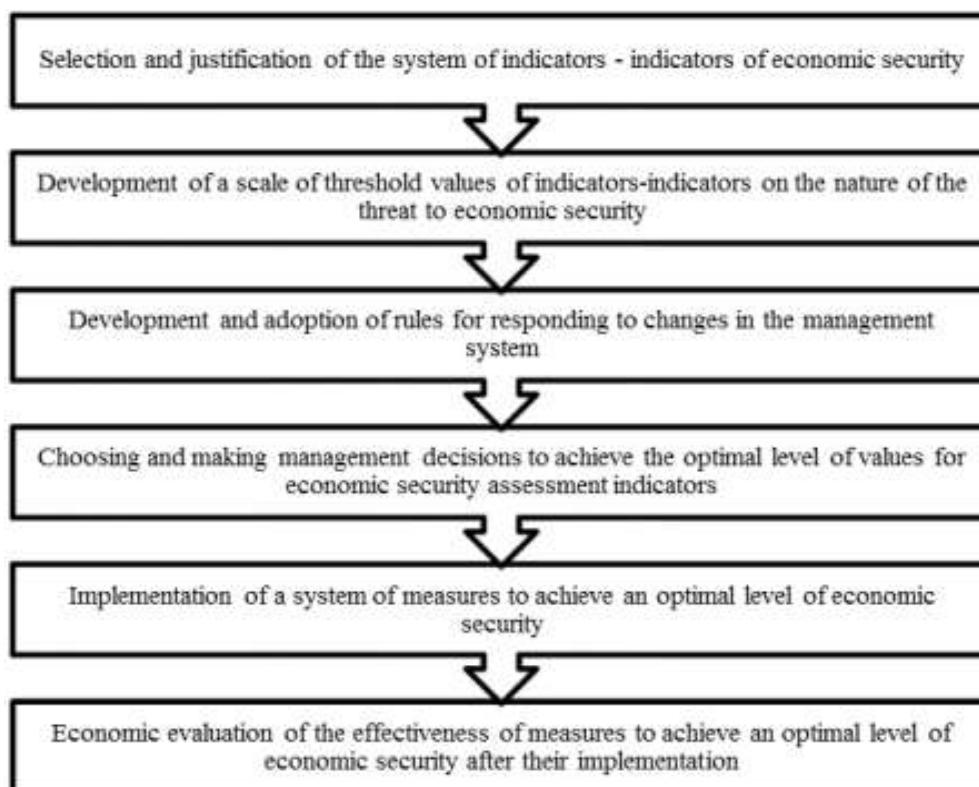 Selection and justification of the system of indicators - indicators of economic security
Development of a scale of threshold values of indicators-indicators on the nature of the
threat to economic security
Development and adoption of rules for responding to changes in the management
system
Choosing and making management decisions to achieve the optimal level of values for
economic security assessment indicators
Implementation of a system of measures to achieve an optimal level of economic
security
Economic evaluation of the effectiveness of measures to achieve an optimal level of
economic security after their implementation